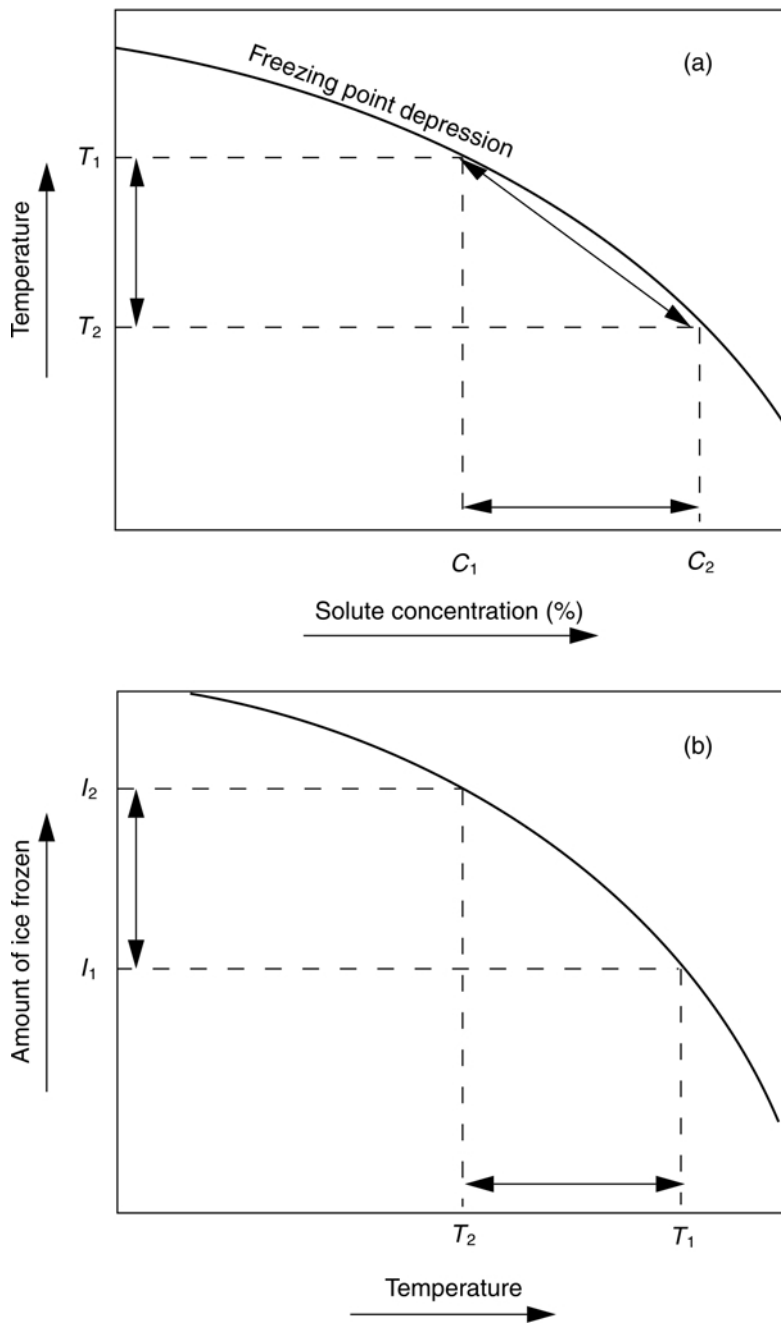 (a)
Freezing point depression
T₁
T₂
Temperature
C₁ C₂
Solute concentration (%)
(b)
I₂
I₁
Amount of ice frozen
T₂ T₁
Temperature